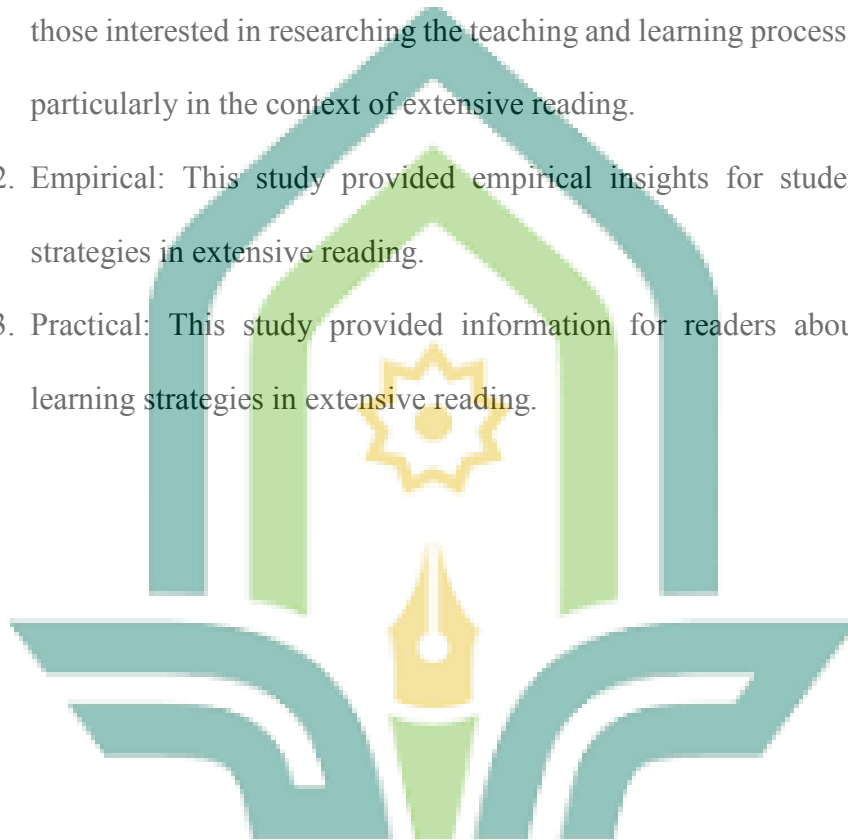 those interested in researching the teaching and learning process
particularly in the context of extensive reading.
2. Empirical: This study provided empirical insights for
strategies in extensive reading.
3. Practical: This study provided information for readers
learning strategies in extensive reading.